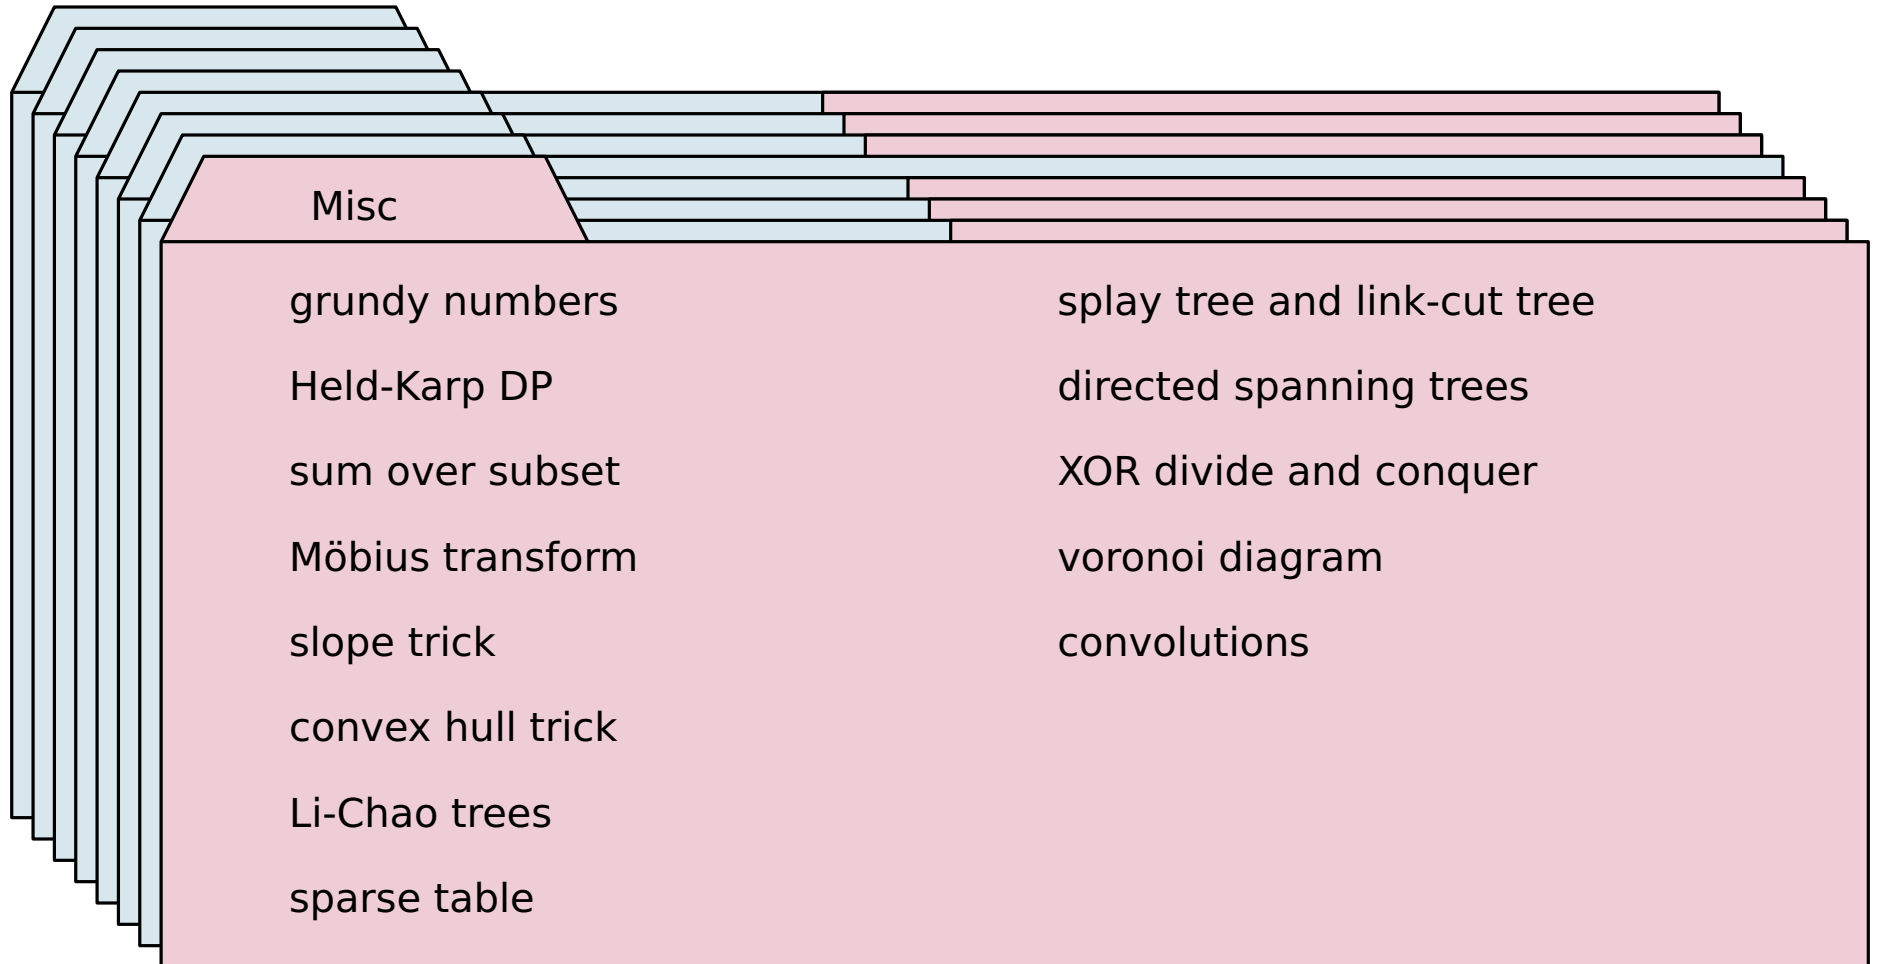 Misc
grundy numbers
Held-Karp DP
sum over subset
Möbius transform
slope trick
convex hull trick
Li-Chao trees
sparse table
splay tree and link-cut tree
directed spanning trees
XOR divide and conquer
voronoi diagram
convolutions